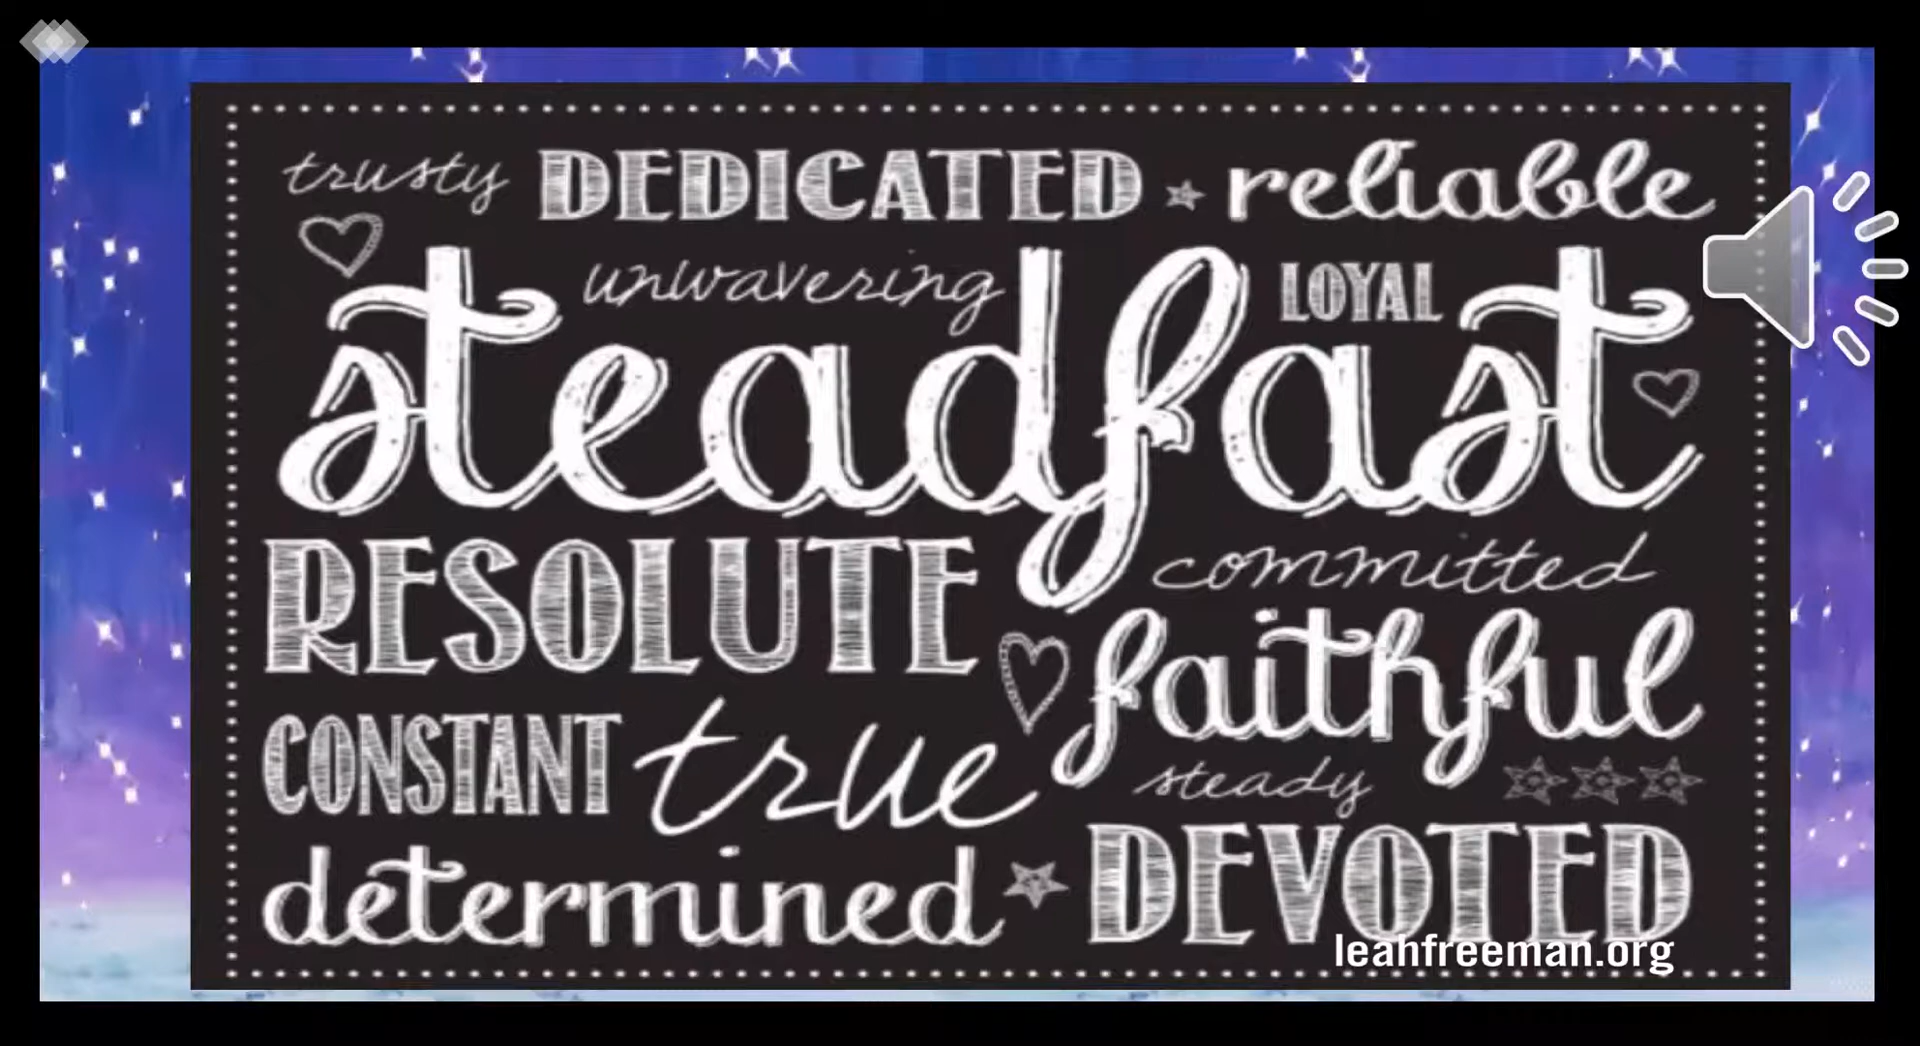 trusty DEDICATED reliable
unwavering LOYAL
steadfast
RESOLUTE committed
faithful
CONSTANT true steady
determined DEVOTED
leahfreeman.org